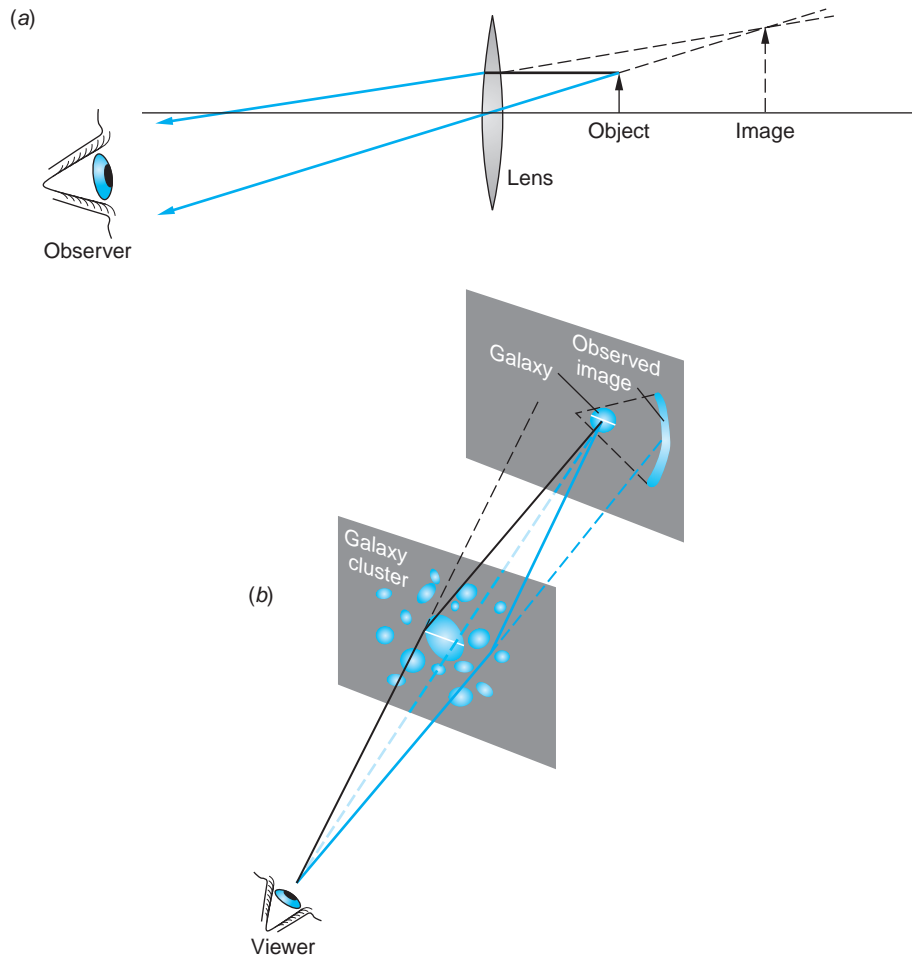 (a)
Object
Image
Lens
Observer
Observed
image
Galaxy
Galaxy
cluster
(b)
Viewer